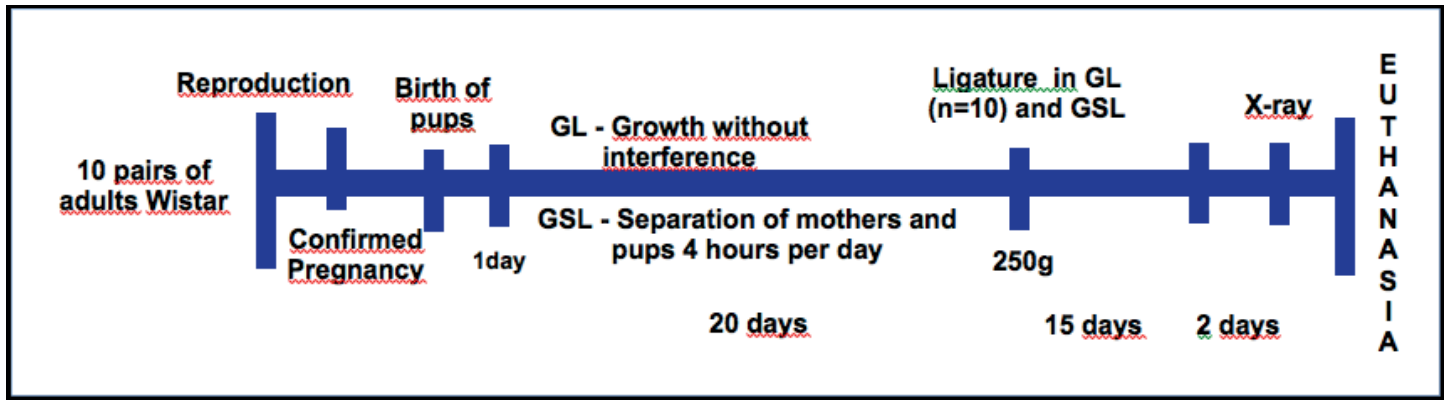 10 pairs of
adults Wistar
Reproduction
Confirmed
Pregnancy
Birth of
pups
1day
GL - Growth without
interference
GSL - Separation of mothers and
pups 4 hours per day
20 days
Ligature in GL
(n=10) and GSL
250g
15 days
2 days
X-ray
E
U
T
H
A
N
A
S
I
A